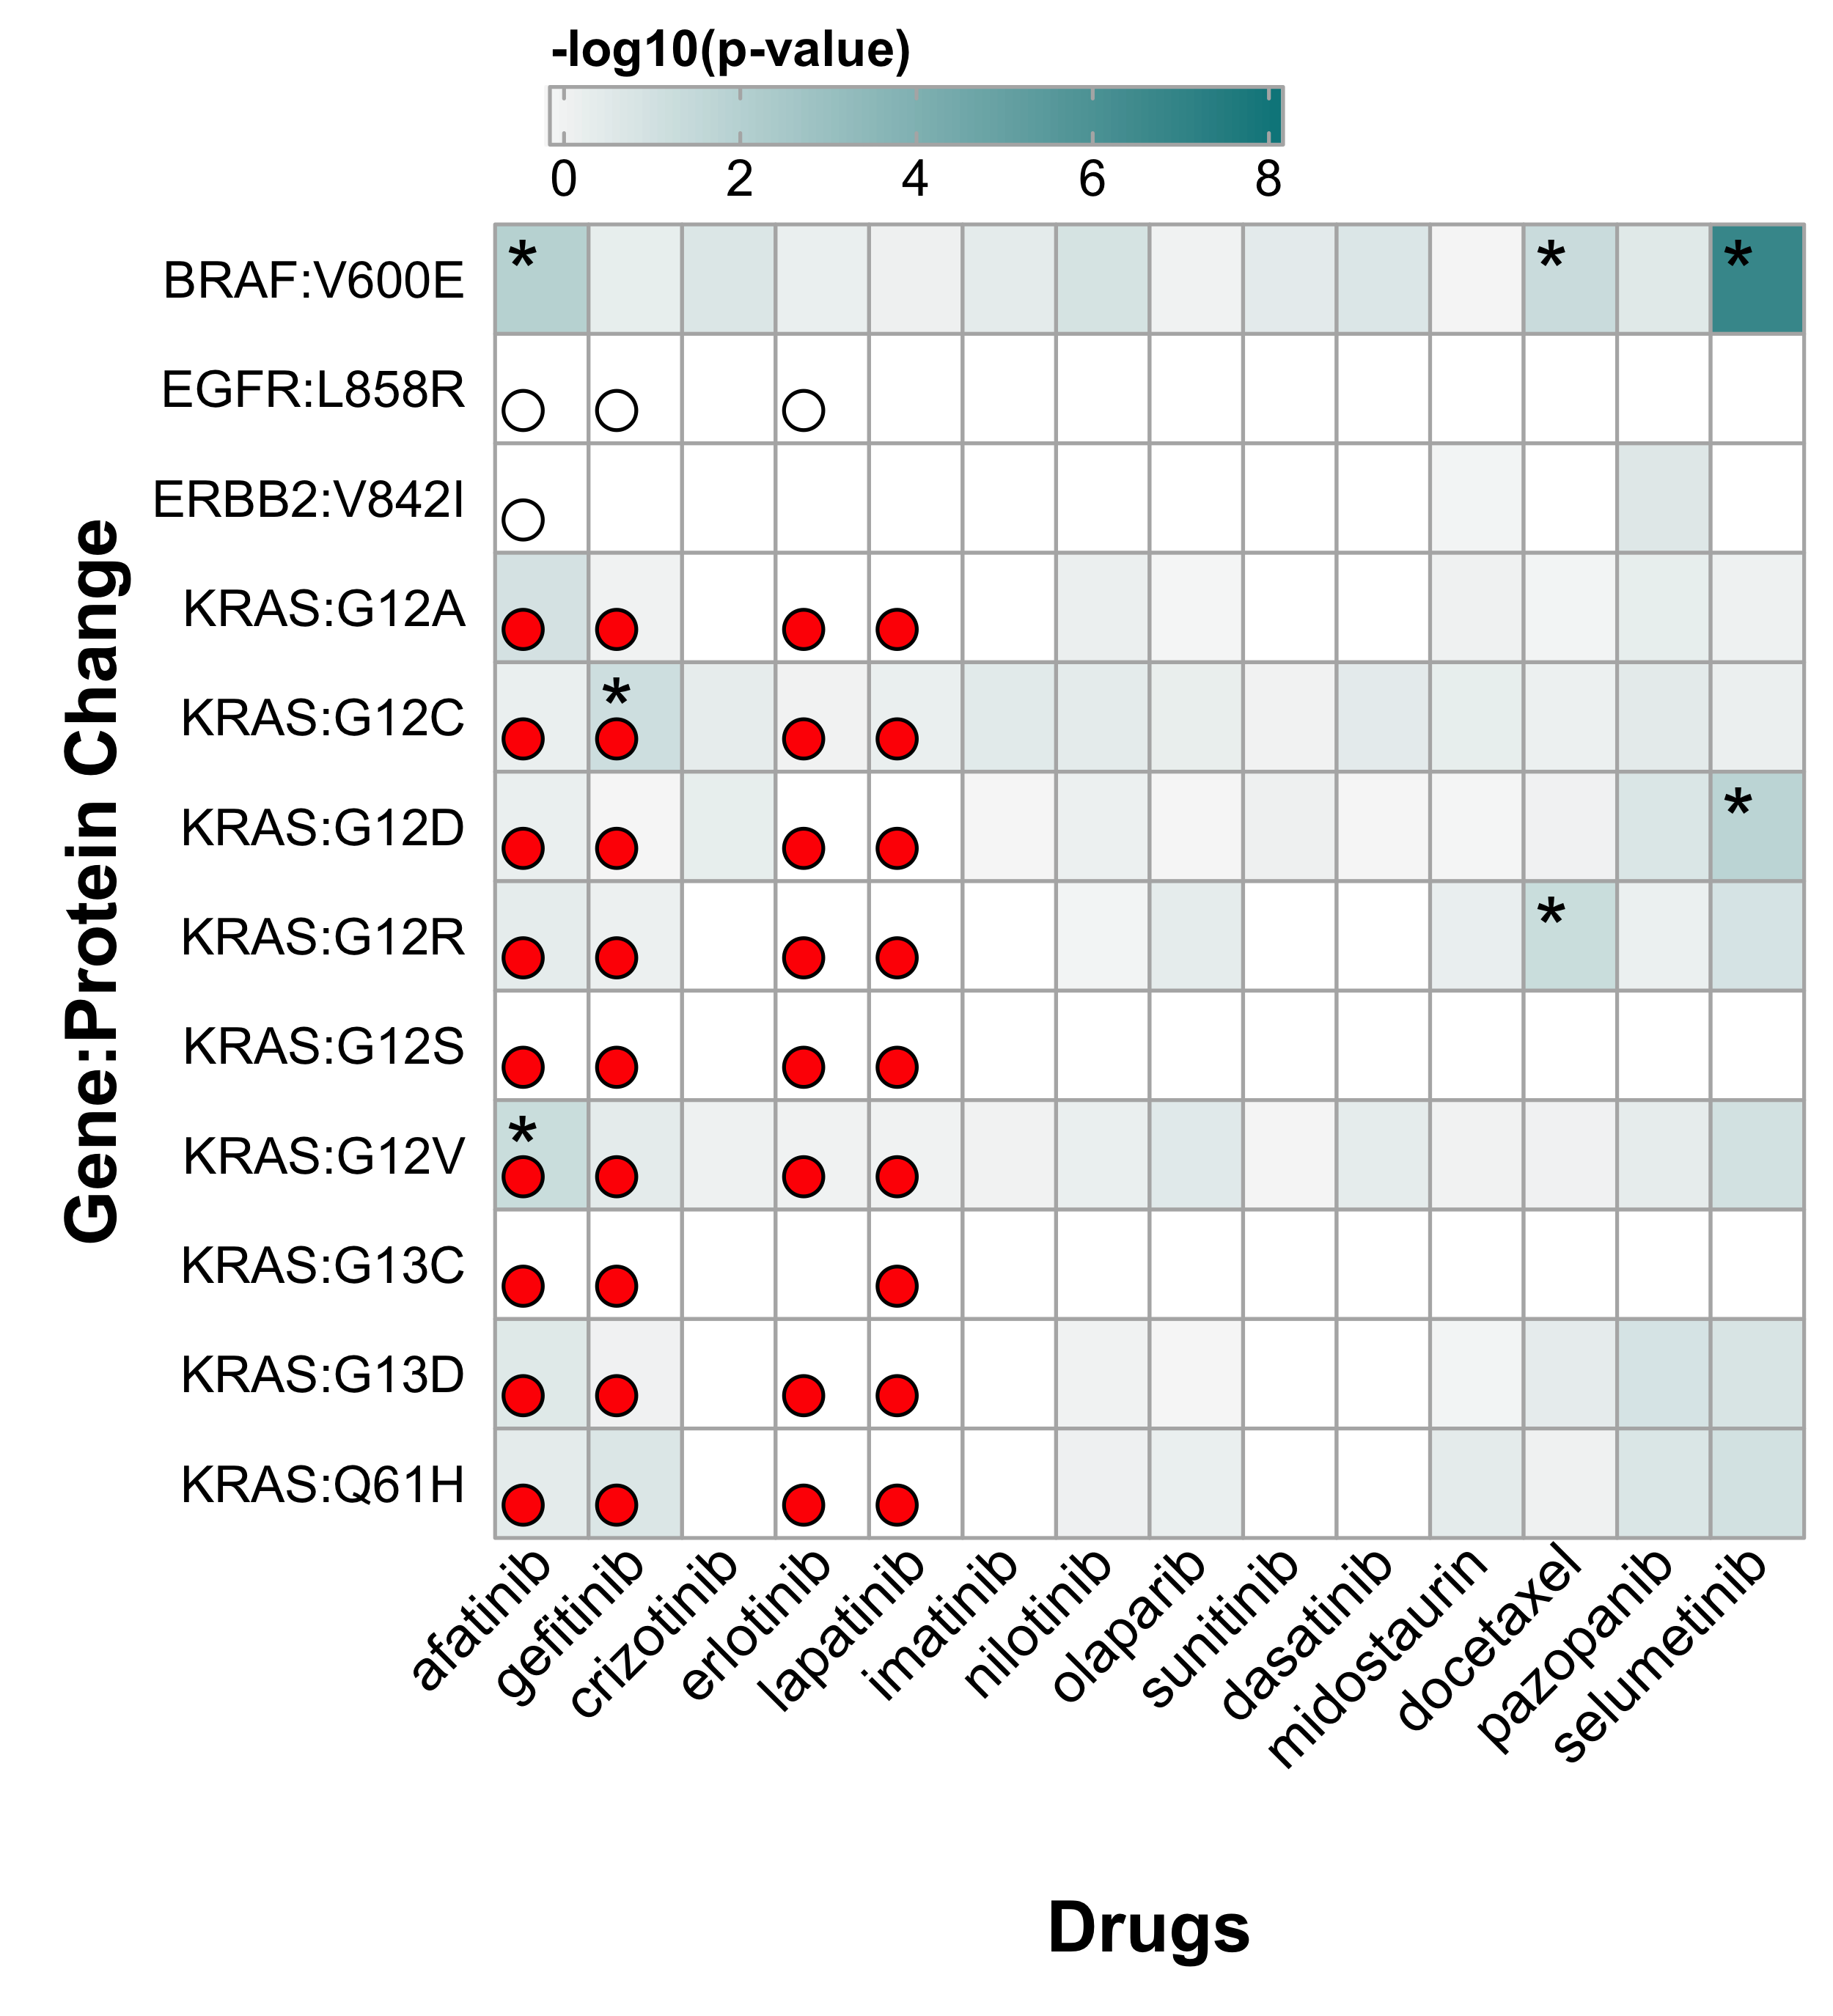 -log10(p-value)
0 2 4 6 8
Gene:Protein Change
BRAF:V600E
* * *
EGFR:L858R
ERBB2:V842I
KRAS:G12A
KRAS:G12C
*
KRAS:G12D
*
KRAS:G12R
*
KRAS:G12S
KRAS:G12V
*
KRAS:G13C
KRAS:G13D
KRAS:Q61H
afatinib
gefitinib
crizotinib
erlotinib
lapatinib
imatinib
nilotinib
olaparib
sunitinib
dasatinib
midostaurin
docetaxel
pazopanib
selumetinib
Drugs